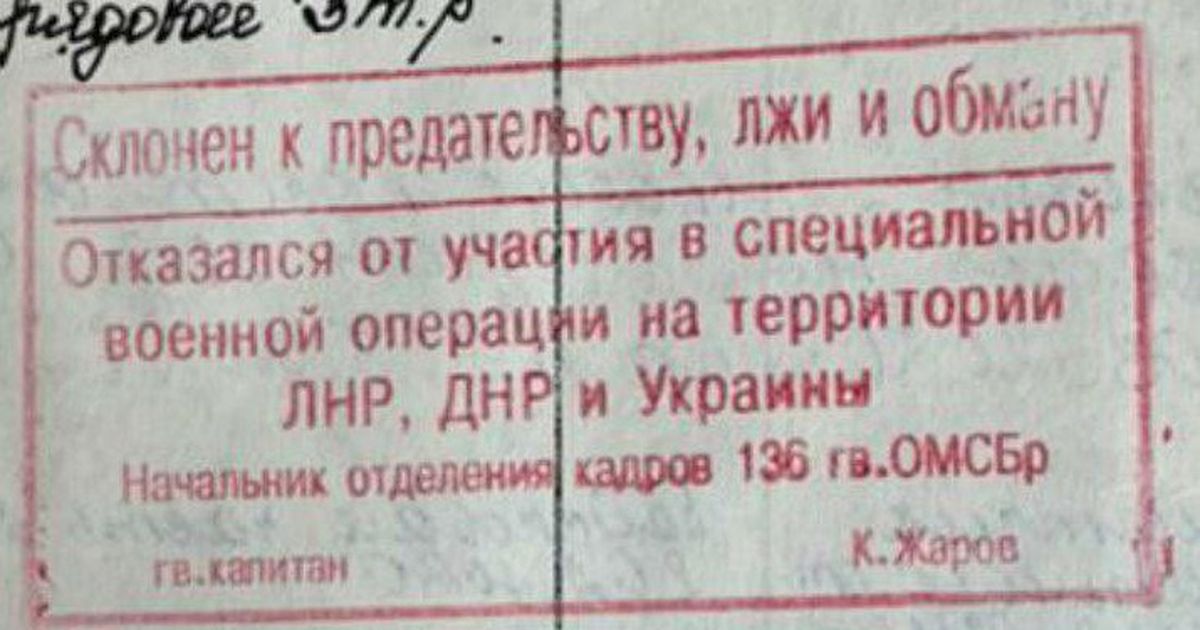 Склонен к предательству, лжи и обману
Отказался от участия в специальной
военной операции на территории
ЛНР, ДНР и Украины
Начальник отделения кадров 136 гв.ОМСБр
гв.капитан К.Жаров